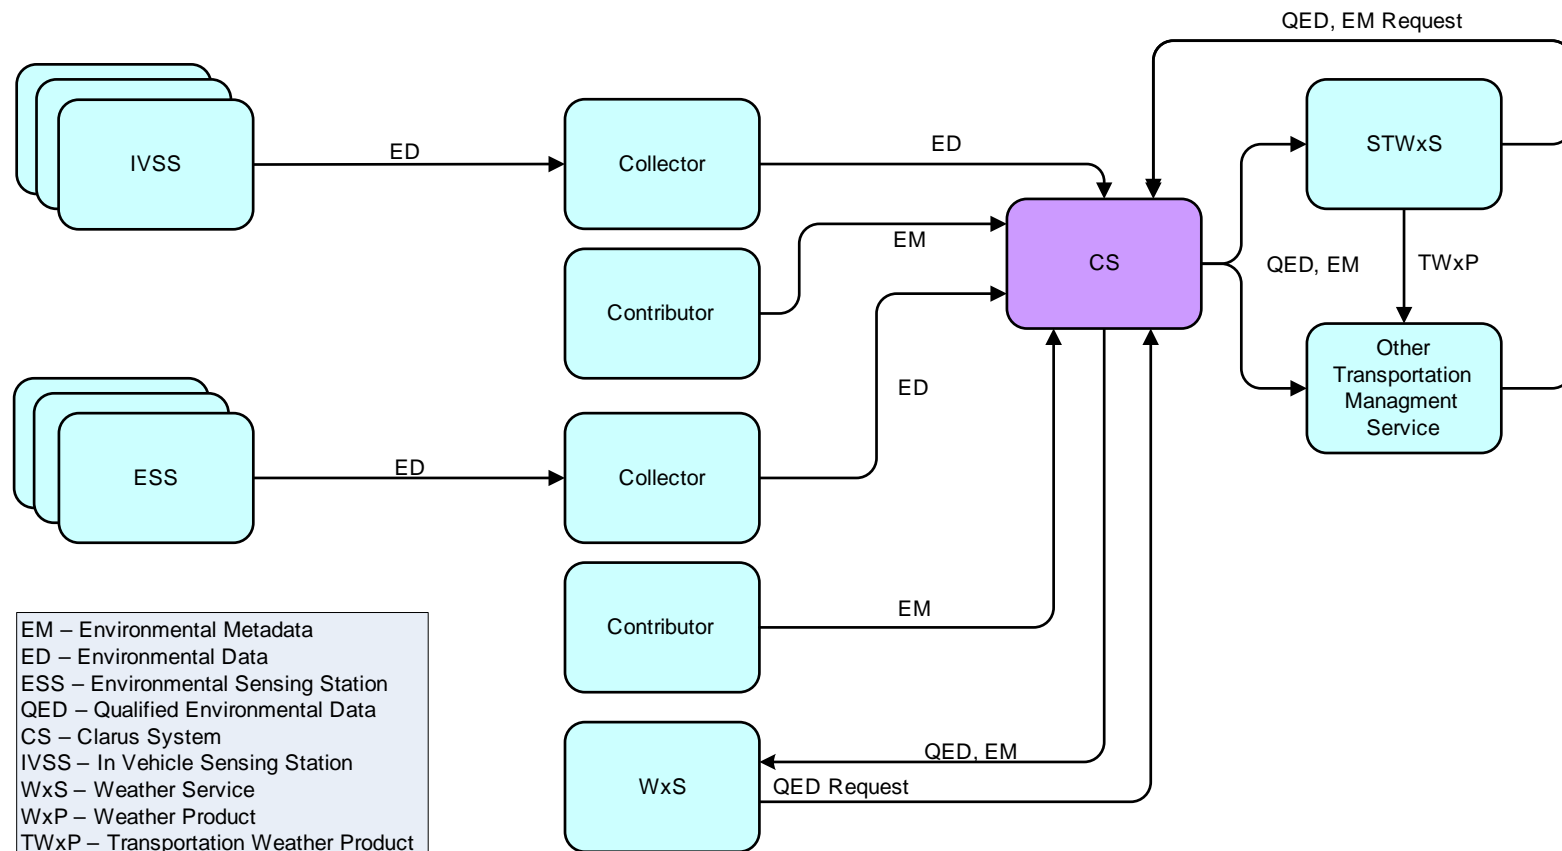 QED, EM Request
IVSS
ED
Collector
ED
STWxS
EM
CS
QED, EM
TWxP
Contributor
Other
Transportation
Managment
Service
ED
ESS
ED
Collector
Contributor
EM
EM – Environmental Metadata
ED – Environmental Data
ESS – Environmental Sensing Station
QED – Qualified Environmental Data
CS – Clarus System
IVSS – In Vehicle Sensing Station
WxS – Weather Service
WxP – Weather Product
TWxP – Transportation Weather Product
WxS
QED, EM
QED Request